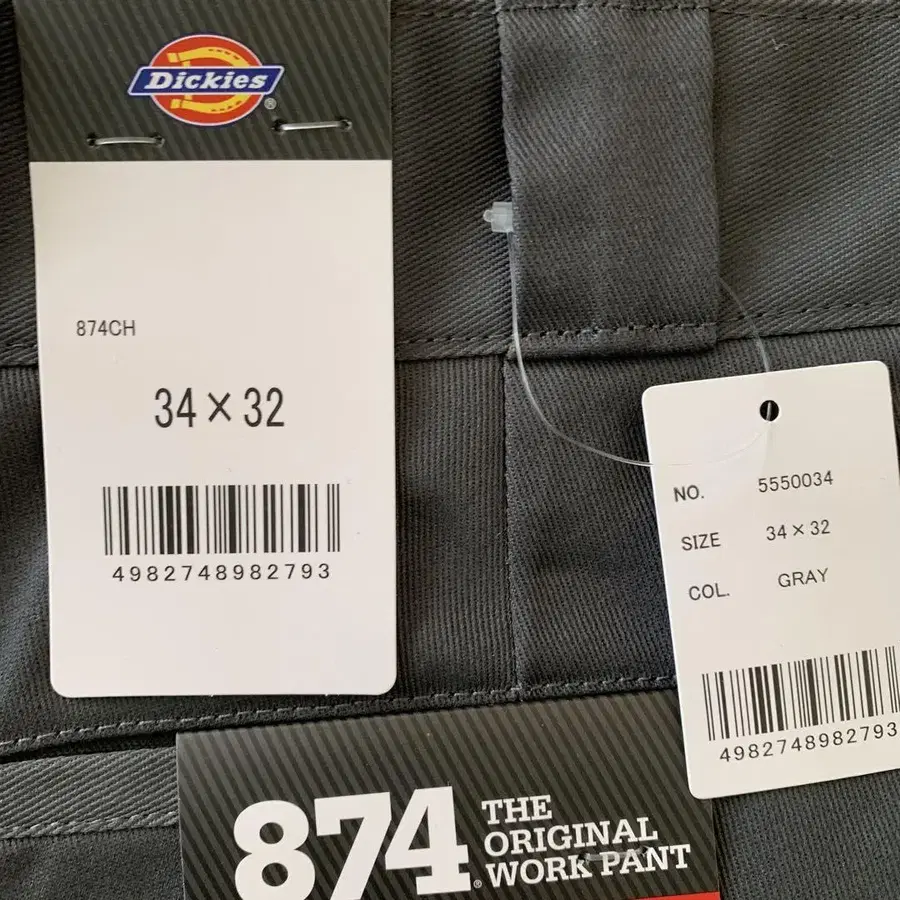 Dickies®
874CH
34×32
4982748982793
NO. 5550034
SIZE 34×32
COL. GRAY
4982748982793
874®
THE
ORIGINAL
WORK PANT